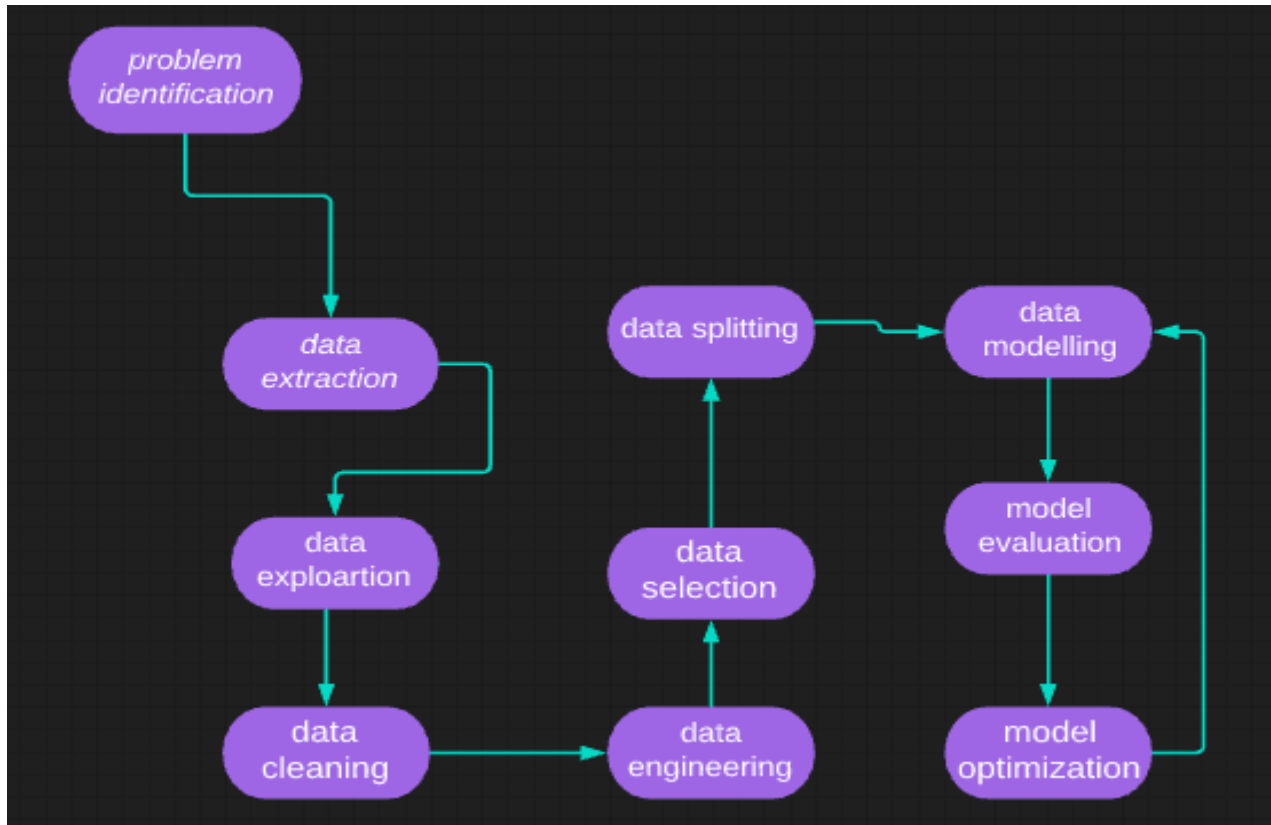 problem
identification
data
extraction
data
exploartion
data
cleaning
data
engineering
data
selection
data splitting
data
modelling
model
evaluation
model
optimization